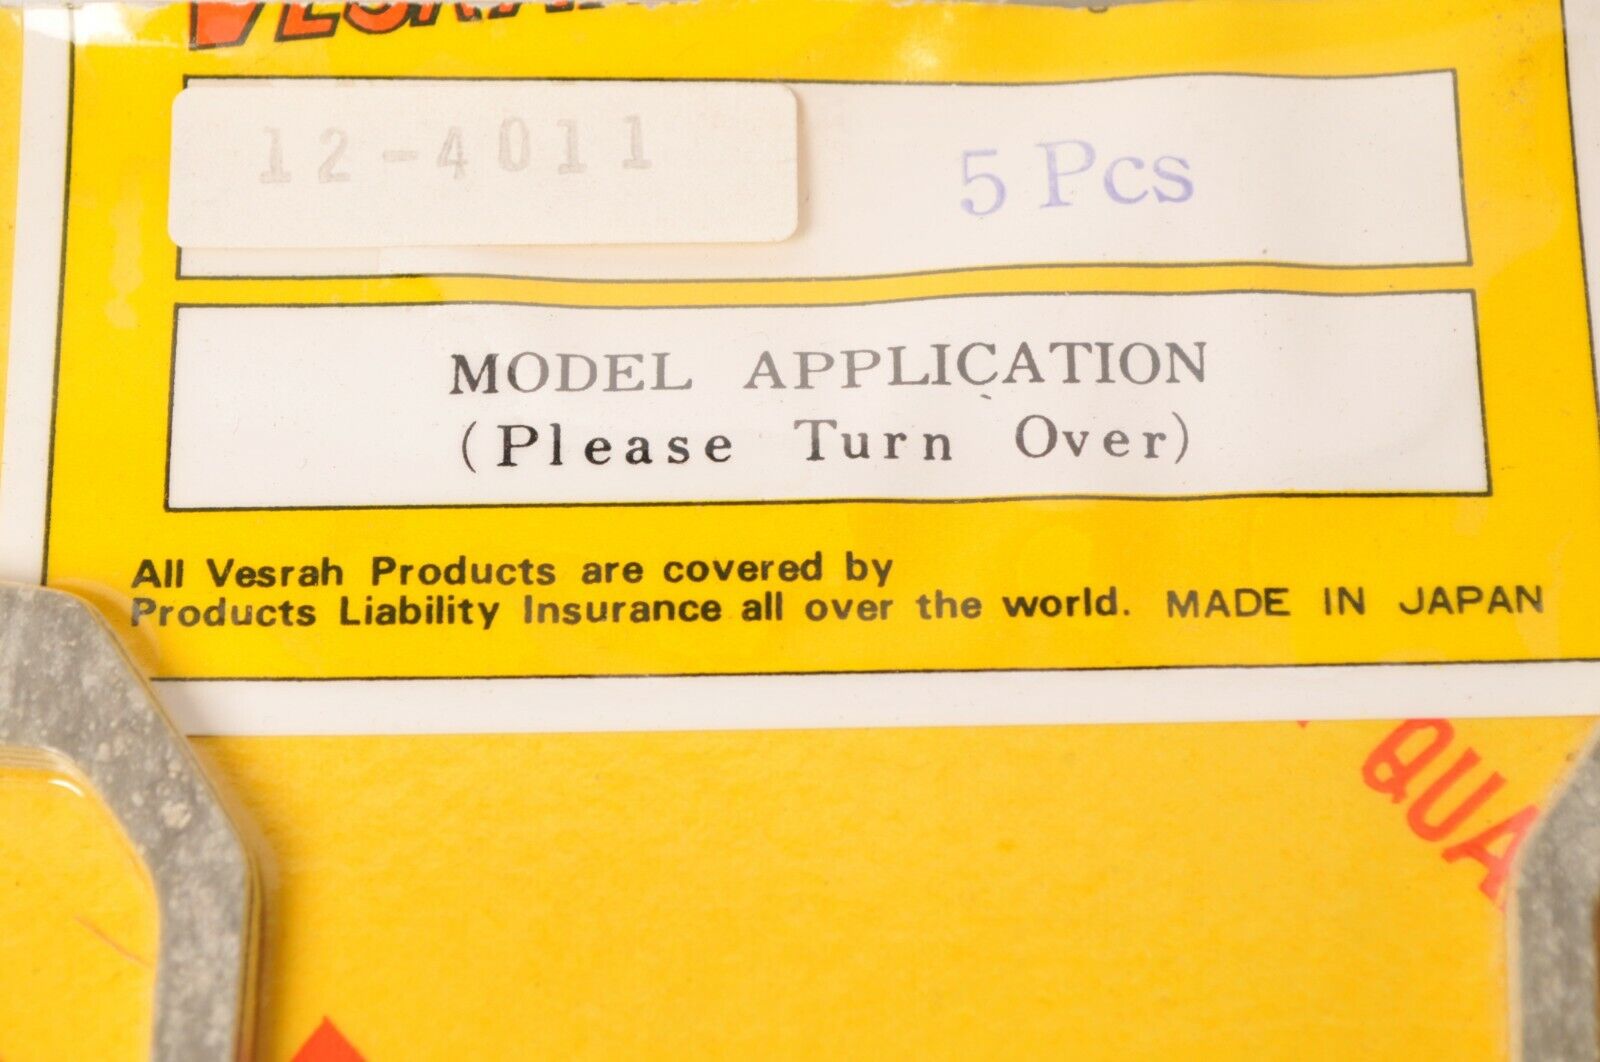 VESRAH
12-4011
5 Pcs
MODEL APPLICATION
(Please Turn Over)
All Vesrah Products are covered by
Products Liability Insurance all over the world. MADE IN JAPAN